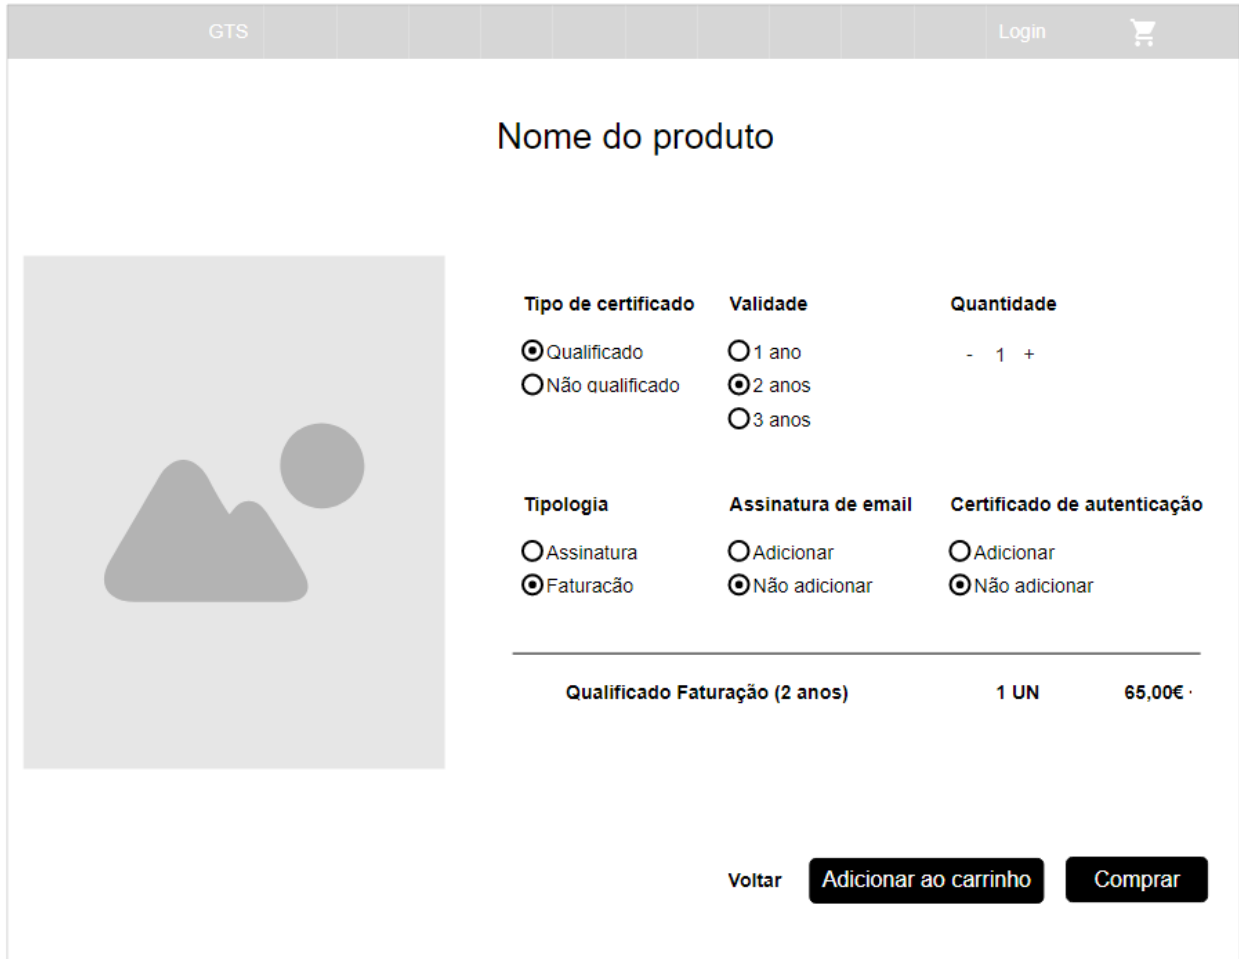 GTS Login
Nome do produto
Tipo de certificado Validade Quantidade
Qualificado 1 ano - 1 +
Não qualificado 2 anos
3 anos
Tipologia Assinatura de email Certificado de autenticação
Assinatura Adicionar Adicionar
Faturacão Não adicionar Não adicionar
Qualificado Faturação (2 anos) 1 UN 65,00€
Voltar Adicionar ao carrinho Comprar